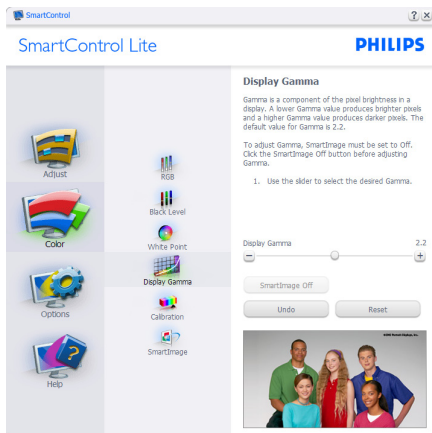 SmartControl
?
SmartControl Lite
PHILIPS
Adjust
Color
Options
Help
RGB
Black Level
White Point
Display Gamma
Calibration
SmartImage
Display Gamma
Gamma is a component of the pixel brightness in a
display. A lower Gamma value produces brighter pixels
and a higher Gamma value produces darker pixels. The
default value for Gamma is 2.2.
To adjust Gamma, SmartImage must be set to Off.
Click the SmartImage Off button before adjusting
Gamma.
1. Use the slider to select the desired Gamma.
Display Gamma 2.2
SmartImage Off
Undo Reset